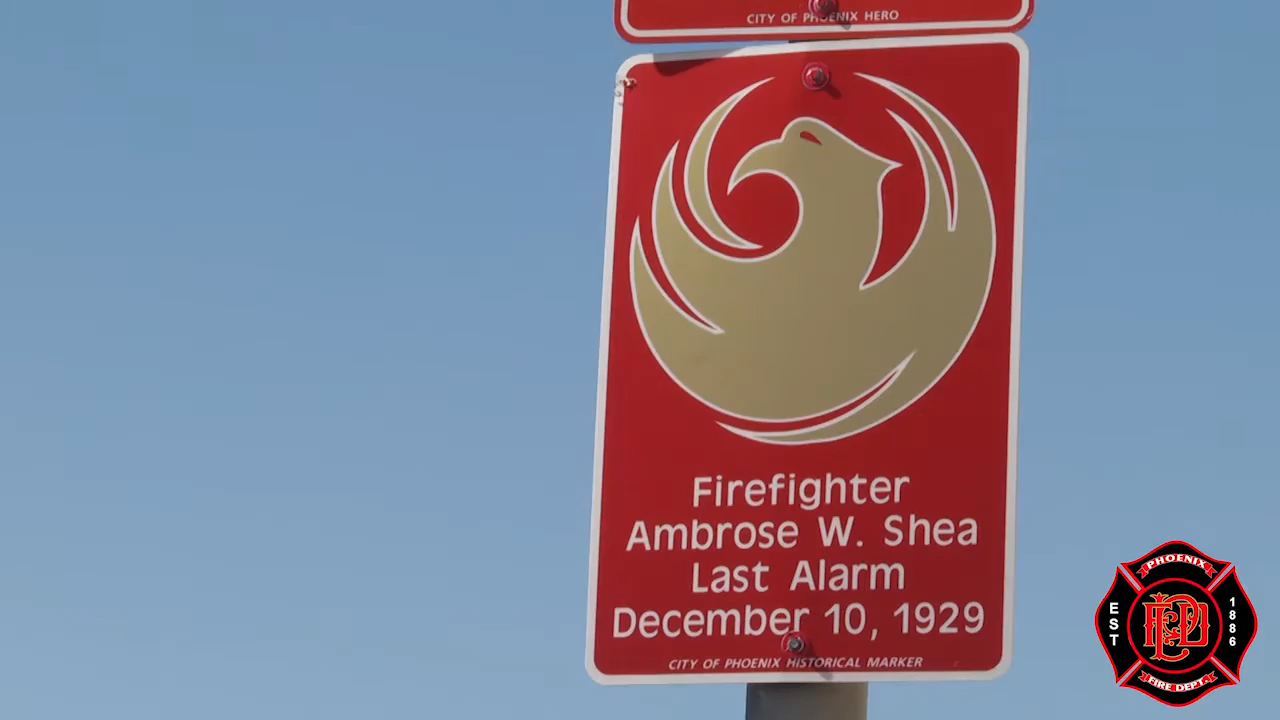 CITY OF PHOENIX HERO
Firefighter
Ambrose W. Shea
Last Alarm
December 10, 1929
CITY OF PHOENIX HISTORICAL MARKER
PHOENIX
EST 1886
PFD
FIRE DEPT.